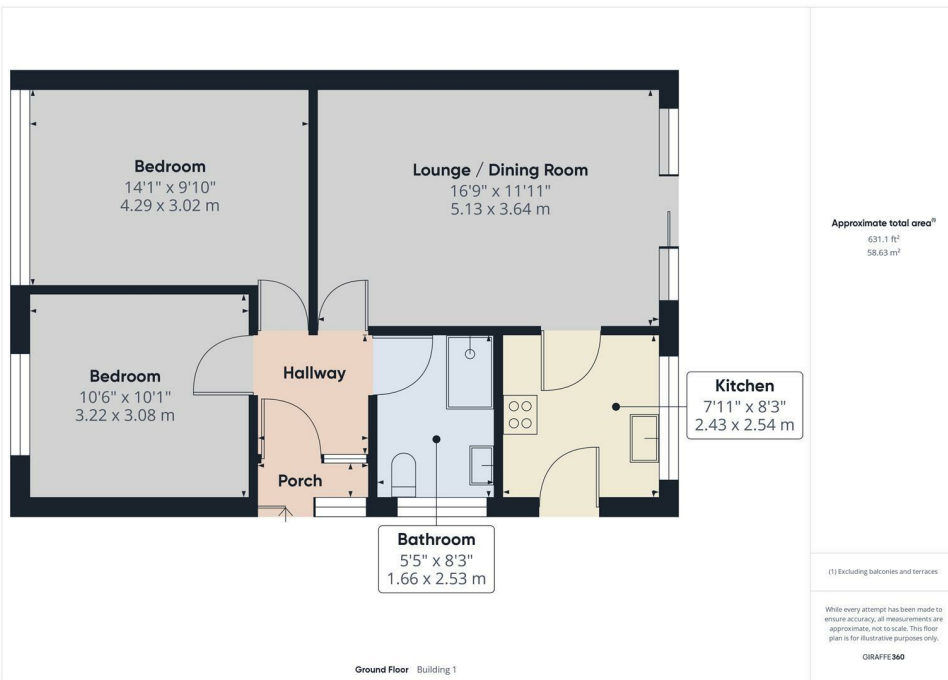 Bedroom
14'1" x 9'10"
4.29 x 3.02 m
Lounge / Dining Room
16'9" x 11'11"
5.13 x 3.64 m
Bedroom
10'6" x 10'1"
3.22 x 3.08 m
Hallway
Porch
Kitchen
7'11" x 8'3"
2.43 x 2.54 m
Bathroom
5'5" x 8'3"
1.66 x 2.53 m
Ground Floor Building 1
Approximate total area⁽¹⁾
631.1 ft²
58.63 m²
(1) Excluding balconies and terraces
While every attempt has been made to
ensure accuracy, all measurements are
approximate, not to scale. This floor
plan is for illustrative purposes only.
GIRAFFE360